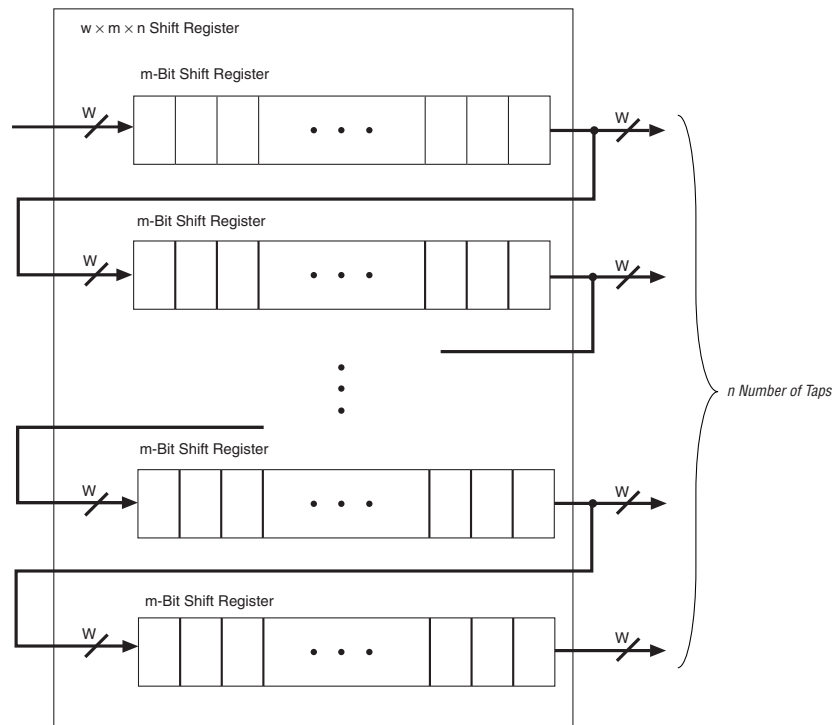 w × m × n Shift Register
m-Bit Shift Register
W
W
m-Bit Shift Register
W
W
n Number of Taps
m-Bit Shift Register
W
W
m-Bit Shift Register
W
W